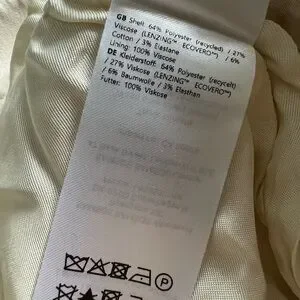 GB Shell: 64% Polyester (recycled) / 27%
Viscose (LENZING™ ECOVERO™) / 6%
Cotton / 3% Elastane
Lining: 100% Viscose
DE Kleiderstoff: 64% Polyester (recycelt)
/ 27% Viskose (LENZING™ ECOVERO™)
/ 6% Baumwolle / 3% Elasthan
Futter: 100% Viskose